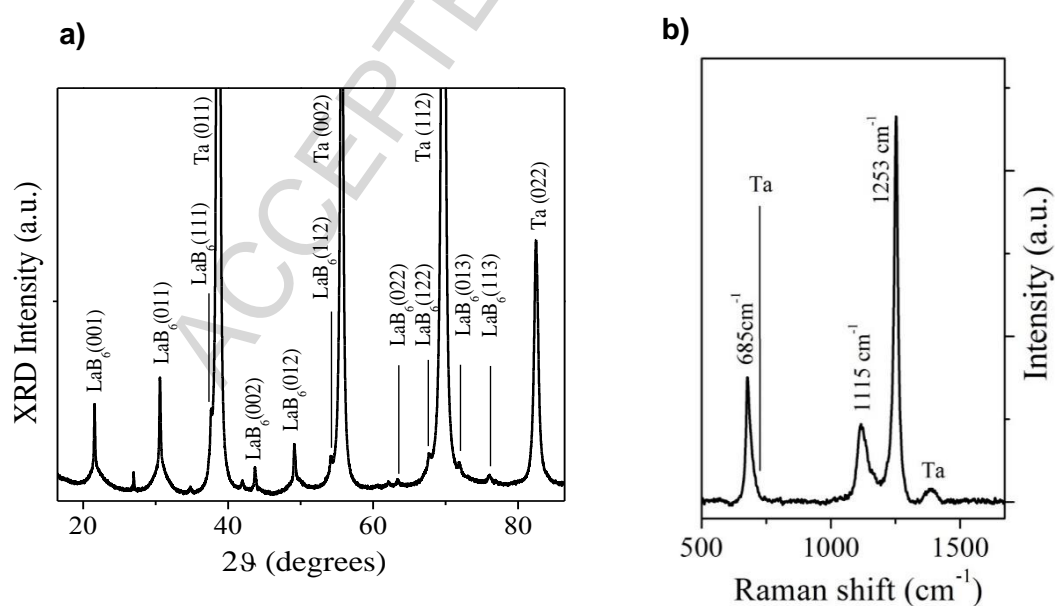 a)
ACCEPTE
XRD Intensity (a.u.)
LaB6(001)
LaB6(011)
LaB6(111)
Ta (011)
LaB6(002)
LaB6(012)
LaB6(112)
Ta (002)
LaB6(022)
LaB6(122)
Ta (112)
LaB6(013)
LaB6(113)
Ta (022)
20 40 60 80
2ϑ (degrees)
b)
685cm-1
Ta
1115 cm-1
1253 cm-1
Ta
Intensity (a.u.)
500 1000 1500
Raman shift (cm-1)